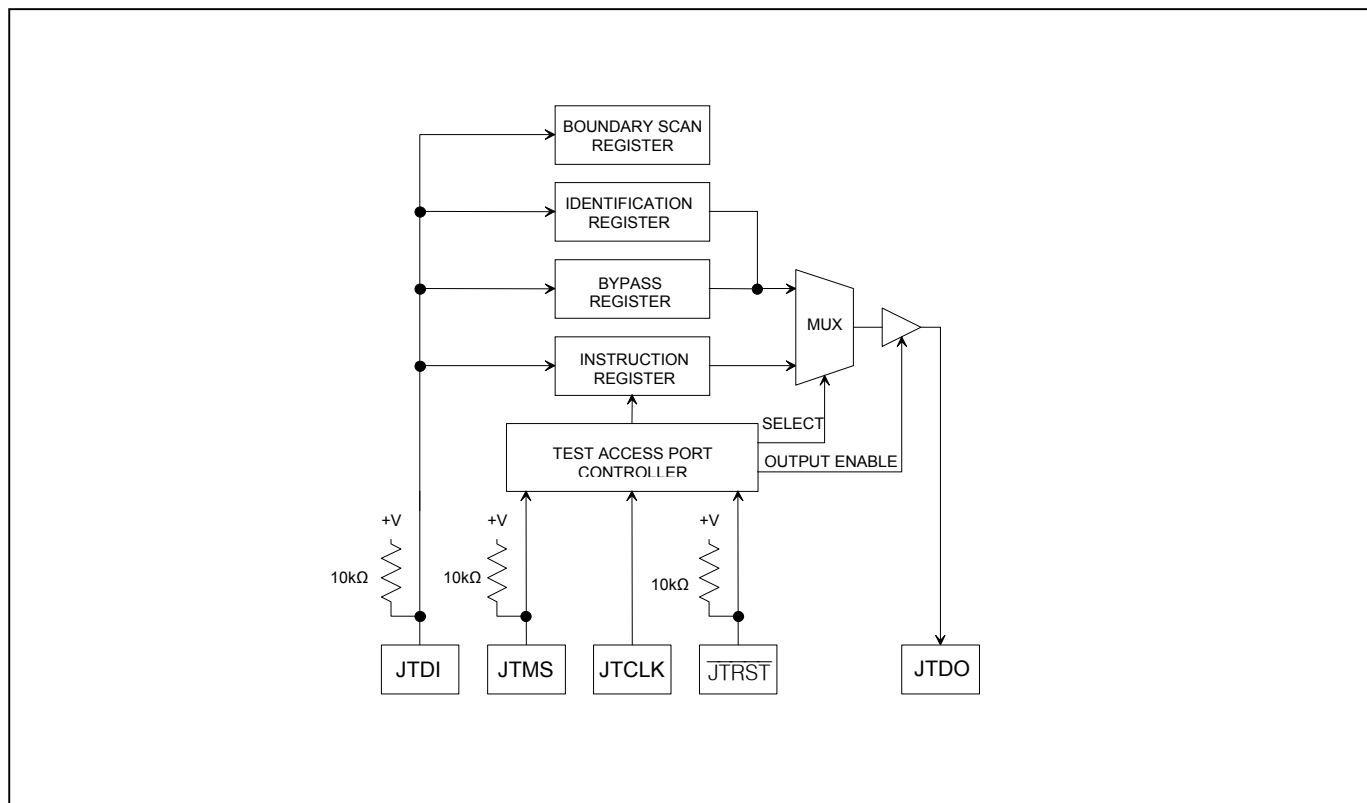 BOUNDARY SCAN
REGISTER
IDENTIFICATION
REGISTER
BYPASS
REGISTER
MUX
INSTRUCTION
REGISTER
SELECT
TEST ACCESS PORT
CONTROLLER
OUTPUT ENABLE
+V
+V
+V
10kΩ
10kΩ
10kΩ
JTDI
JTMS
JTCLK
JTRST
JTDO